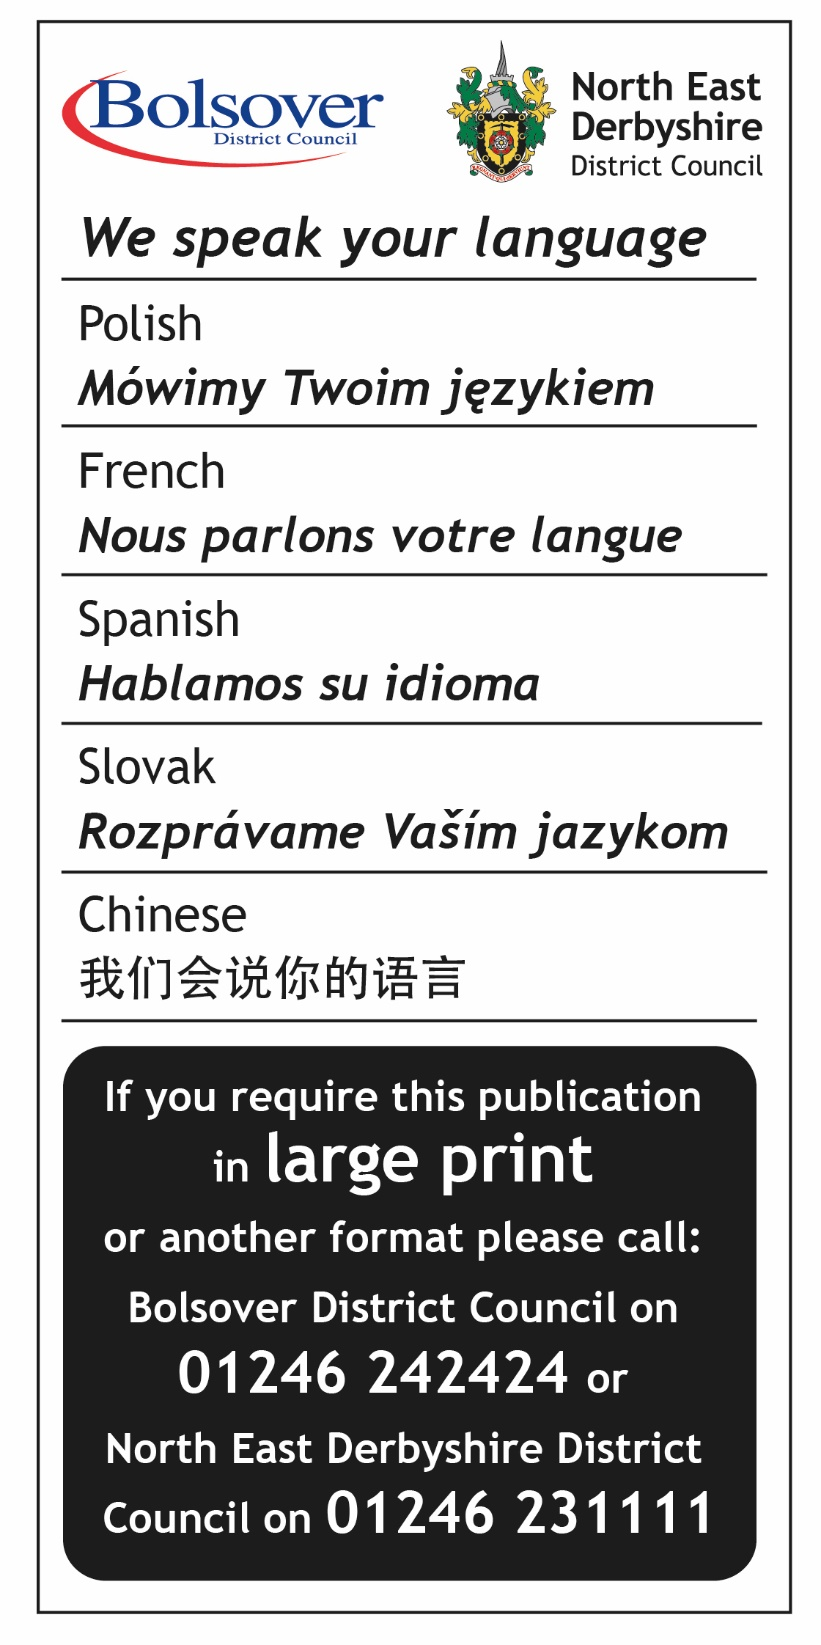 Bolsover
District Council
North East
Derbyshire
District Council
We speak your language
Polish
Mówimy Twoim językiem
French
Nous parlons votre langue
Spanish
Hablamos su idioma
Slovak
Rozprávame Vaším jazykom
Chinese
我们会说你的语言
If you require this publication
in large print
or another format please call:
Bolsover District Council on
01246 242424 or
North East Derbyshire District
Council on 01246 231111